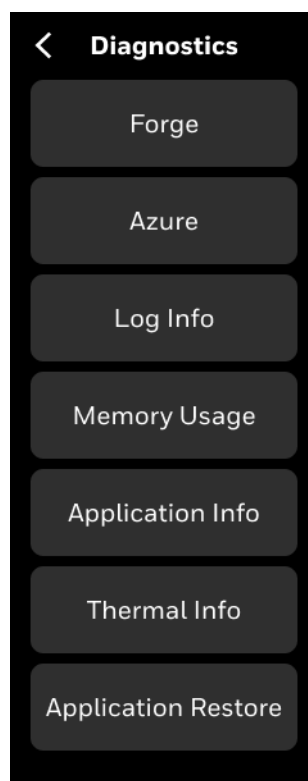 Diagnostics
Forge
Azure
Log Info
Memory Usage
Application Info
Thermal Info
Application Restore